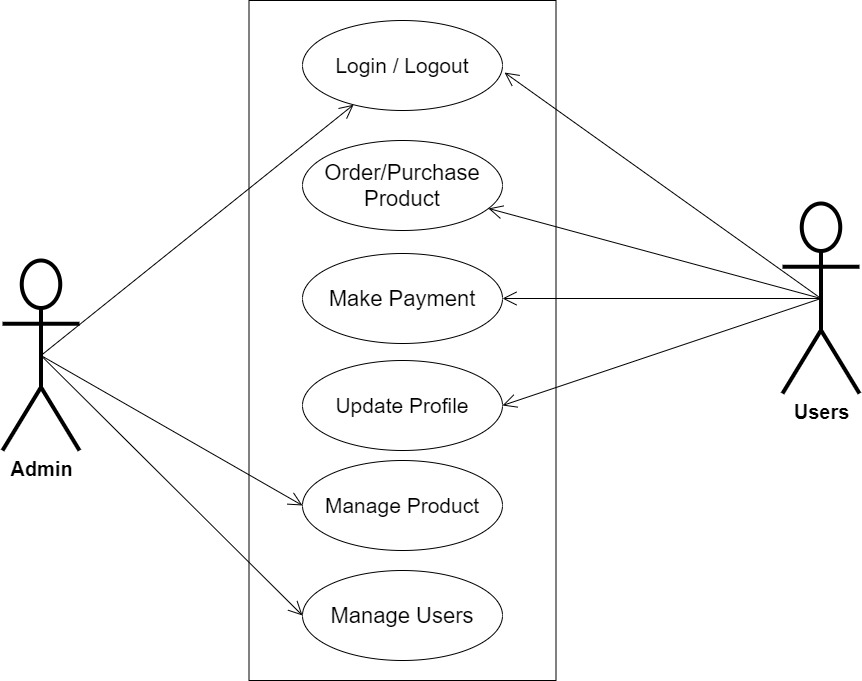 Login / Logout
Order/Purchase
Product
Make Payment
Update Profile
Manage Product
Manage Users
Admin
Users